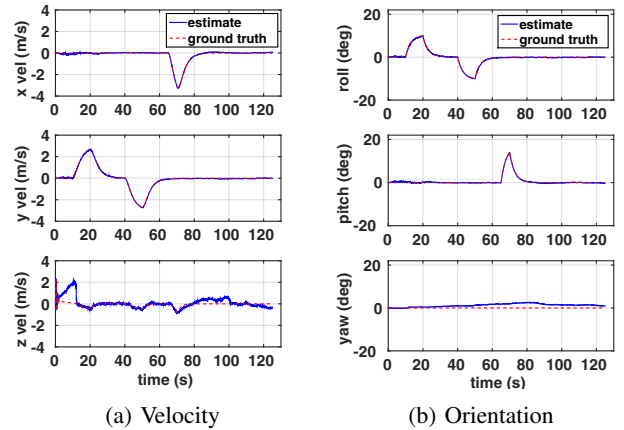 4
2
0
-2
-4
x vel (m/s)
estimate
ground truth
0 20 40 60 80 100 120
4
2
0
-2
-4
y vel (m/s)
0 20 40 60 80 100 120
4
2
0
-2
-4
z vel (m/s)
0 20 40 60 80 100 120
time (s)
(a) Velocity
20
0
-20
roll (deg)
estimate
ground truth
0 20 40 60 80 100 120
20
0
-20
pitch (deg)
0 20 40 60 80 100 120
20
0
-20
yaw (deg)
0 20 40 60 80 100 120
time (s)
(b) Orientation